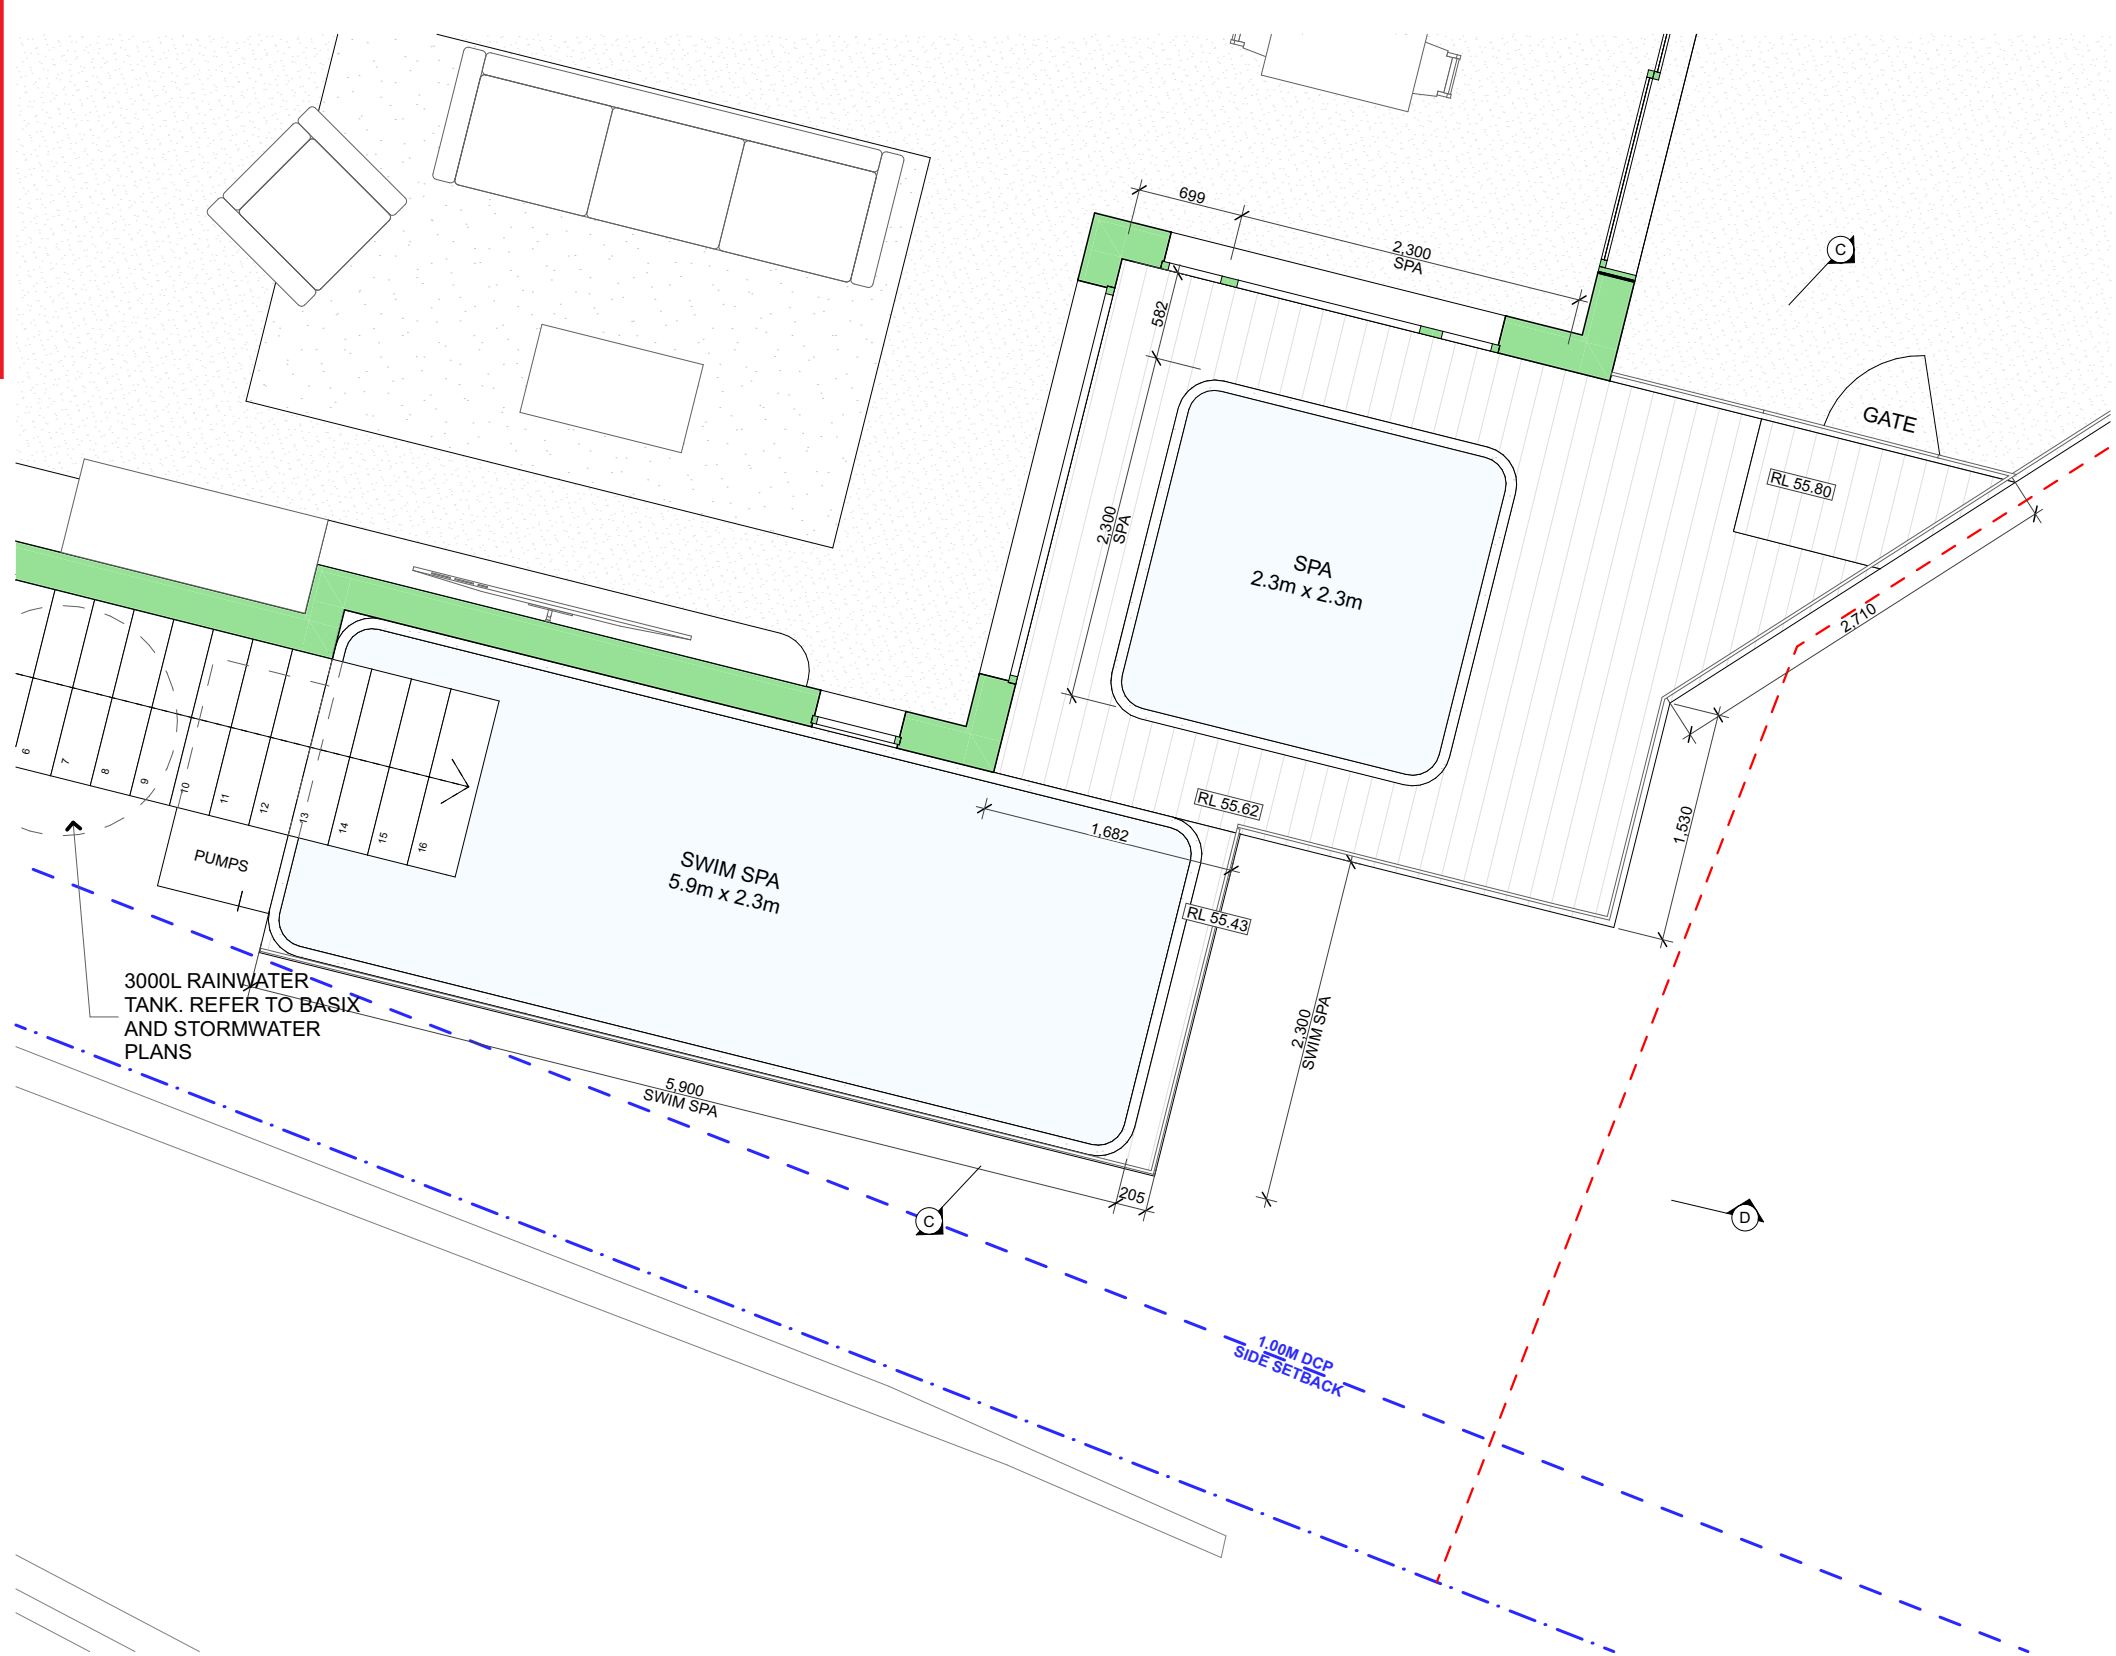 699
2,300
SPA
C
582
GATE
RL 55.80
2,300
SPA
SPA
2.3m x 2.3m
2,710
6
7
8
9
10
11
12
13
14
15
16
PUMPS
RL 55.62
1,682
1,530
SWIM SPA
5.9m x 2.3m
RL 55.43
3000L RAINWATER
TANK. REFER TO BASIX
AND STORMWATER
PLANS
2,300
SWIM SPA
5,900
SWIM SPA
205
C
D
1.00M DCP
SIDE SETBACK